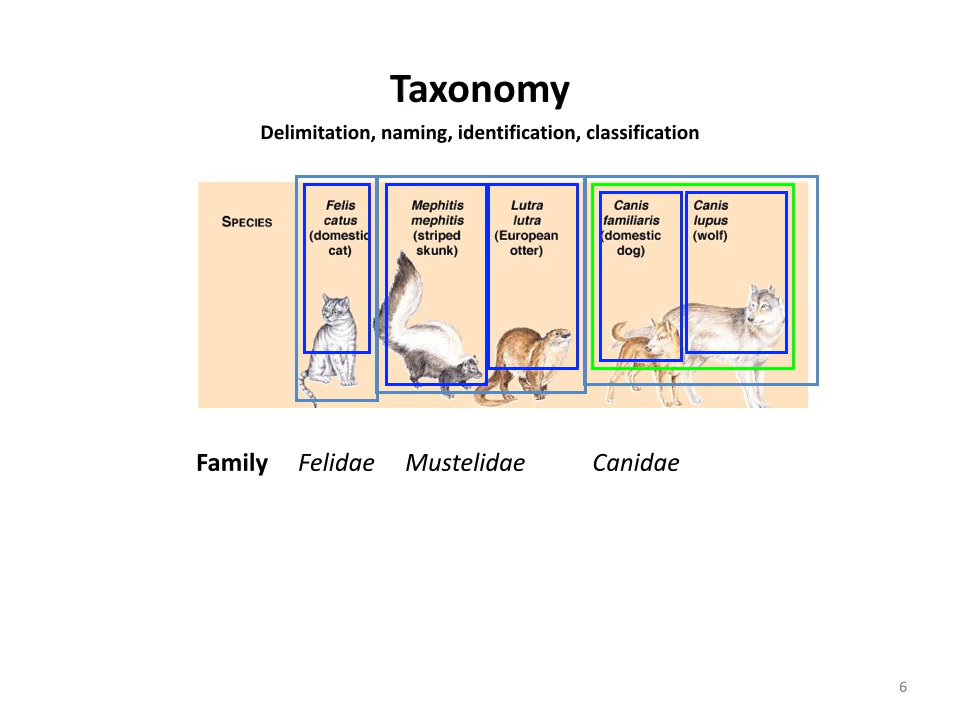 Taxonomy
Delimitation, naming, identification, classification
SPECIES
Felis
catus
(domestic
cat)
Mephitis
mephitis
(striped
skunk)
Lutra
lutra
(European
otter)
Canis
familiaris
(domestic
dog)
Canis
lupus
(wolf)
Family Felidae Mustelidae Canidae
6